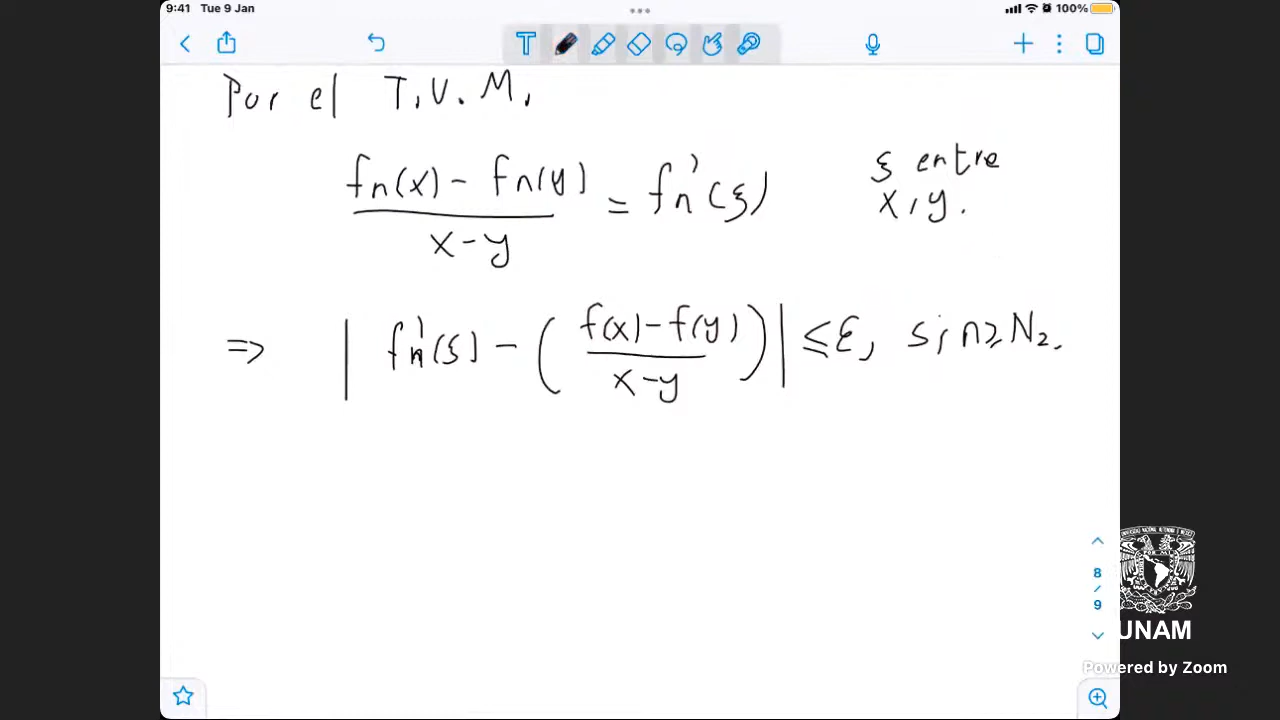 9:41 Tue 9 Jan 100%
Por el T.V.M.
fn(x) - fn(y) / x - y = fn'(ξ) ξ entre x, y.
⇒ | fn'(ξ) - ( f(x) - f(y) / x - y ) | ≤ ε, si n ≥ N₂.
8
/
9
UNAM
Powered by Zoom